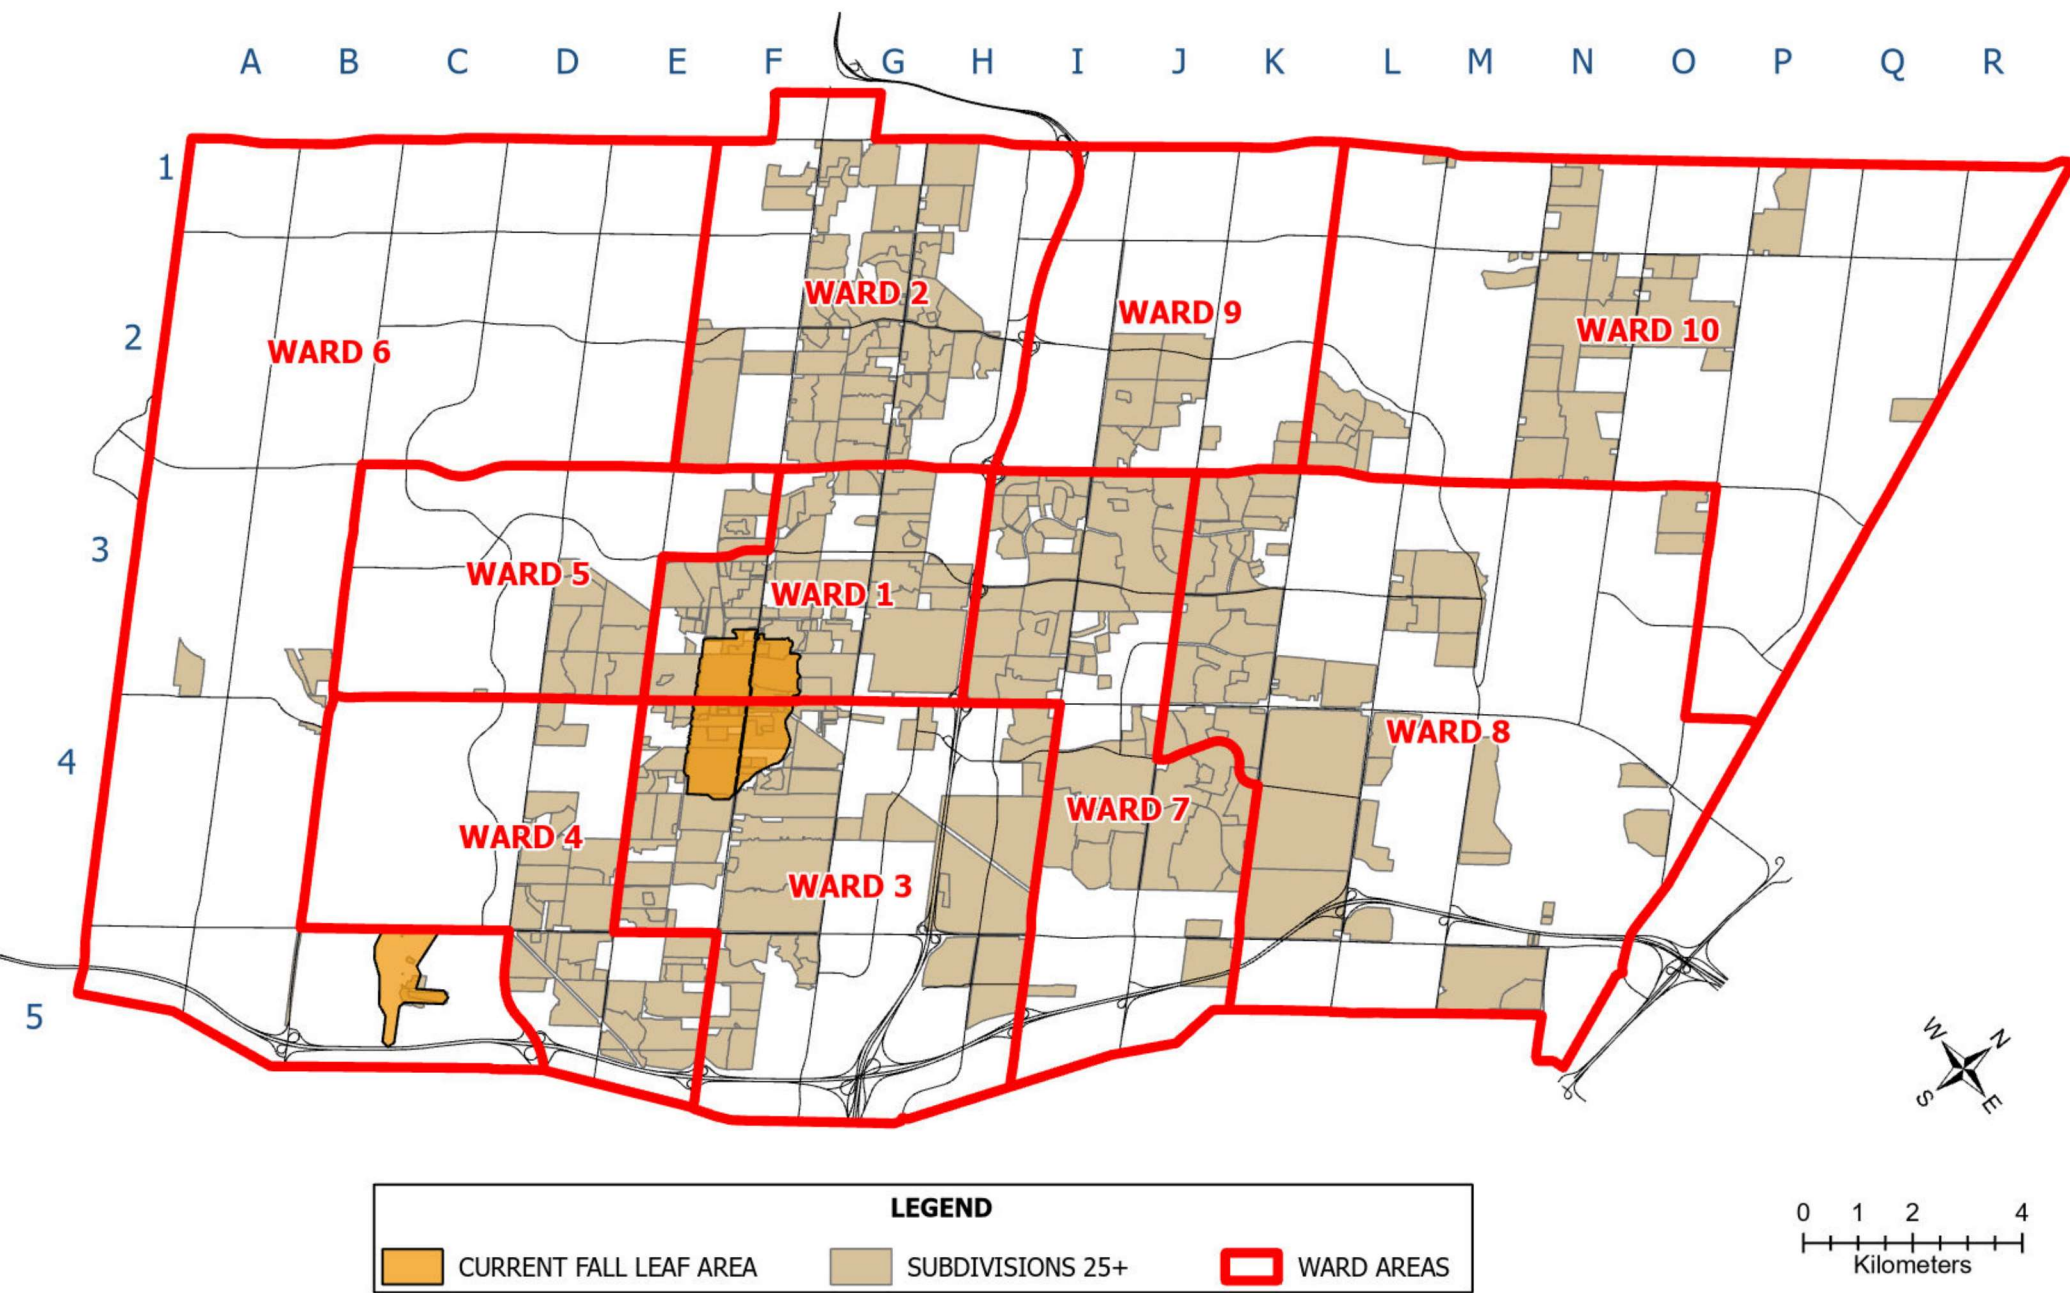 A B C D E F G H I J K L M N O P Q R
1
WARD 2
WARD 9
2
WARD 10
WARD 6
3
WARD 5
WARD 1
WARD 8
4
WARD 7
WARD 4
WARD 3
5
W N
S E
LEGEND
CURRENT FALL LEAF AREA SUBDIVISIONS 25+ WARD AREAS
0 1 2 4
Kilometers